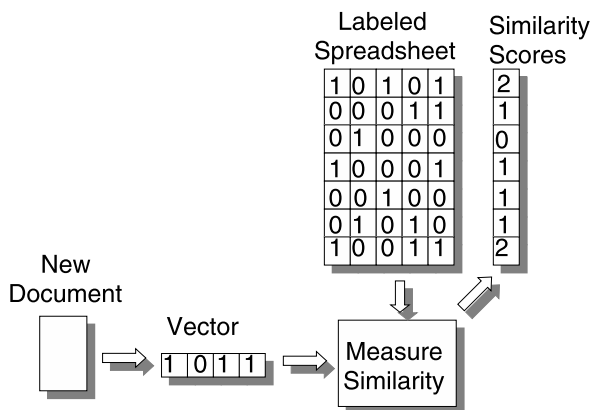 Labeled
Spreadsheet
Similarity
Scores
1 0 1 0 1
0 0 0 1 1
0 1 0 0 0
1 0 0 0 1
0 0 1 0 0
0 1 0 1 0
1 0 0 1 1
2
1
0
1
1
1
2
New
Document
Vector
1 0 1 1
Measure
Similarity